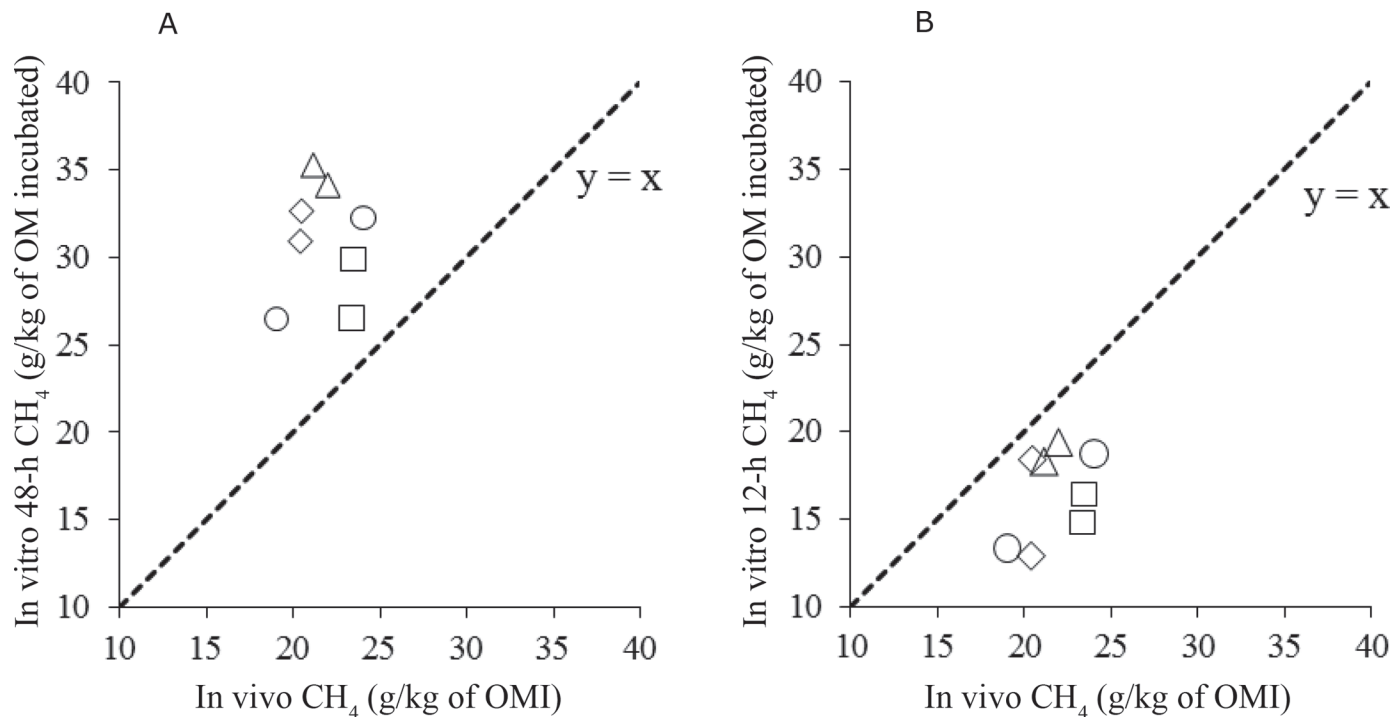 A
In vitro 48-h CH₄ (g/kg of OM incubated)
40
35
30
25
20
15
10
y = x
10 15 20 25 30 35 40
In vivo CH₄ (g/kg of OMI)
B
In vitro 12-h CH₄ (g/kg of OM incubated)
40
35
30
25
20
15
10
y = x
10 15 20 25 30 35 40
In vivo CH₄ (g/kg of OMI)